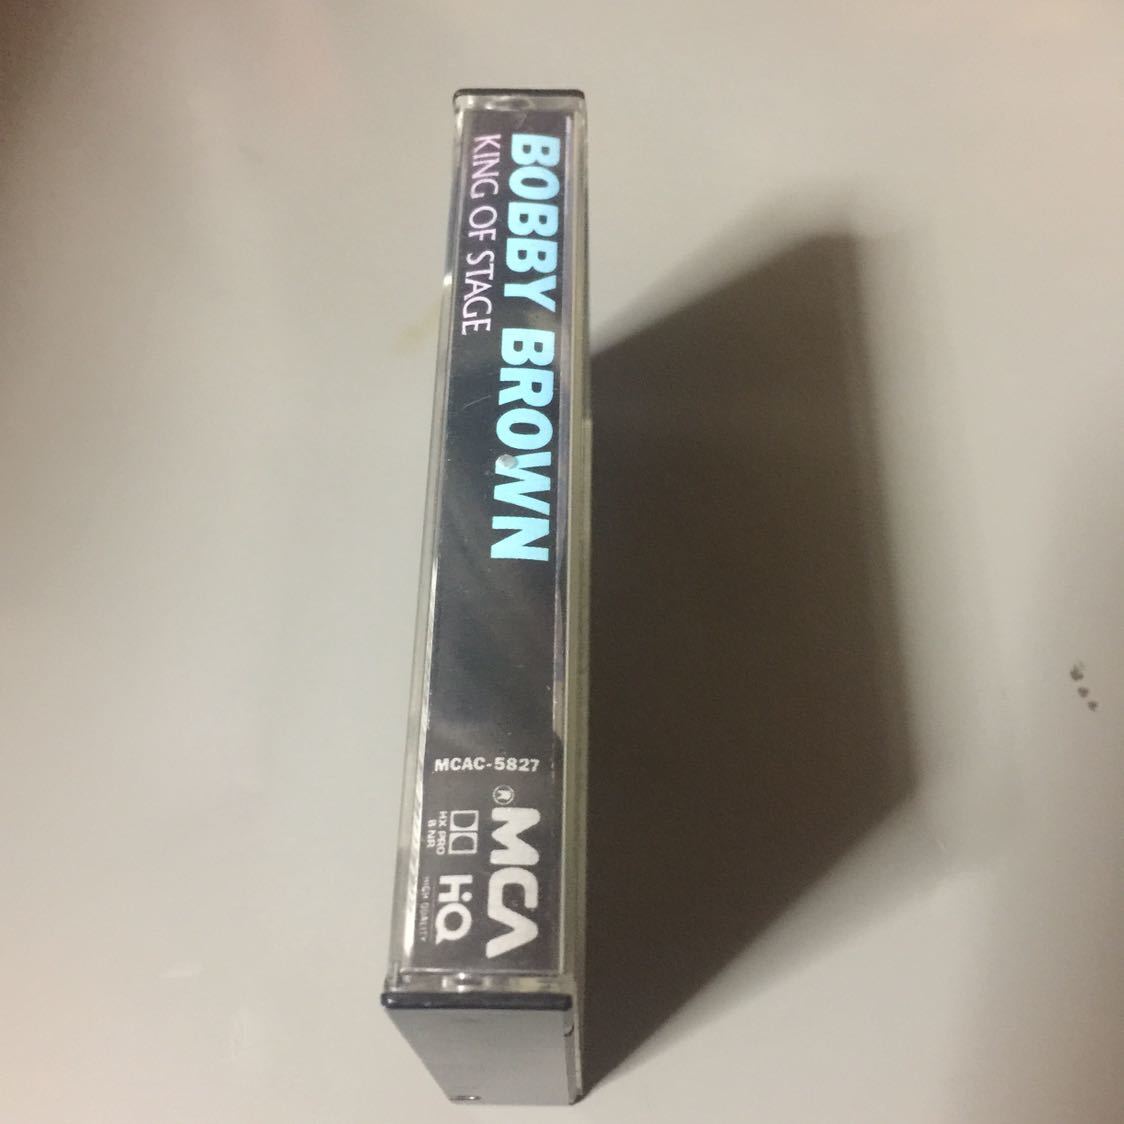 BOBBY BROWN
KING OF STAGE
MCAC-5827
MCA®
HX PRO
B NR
HQ
HIGH QUALITY